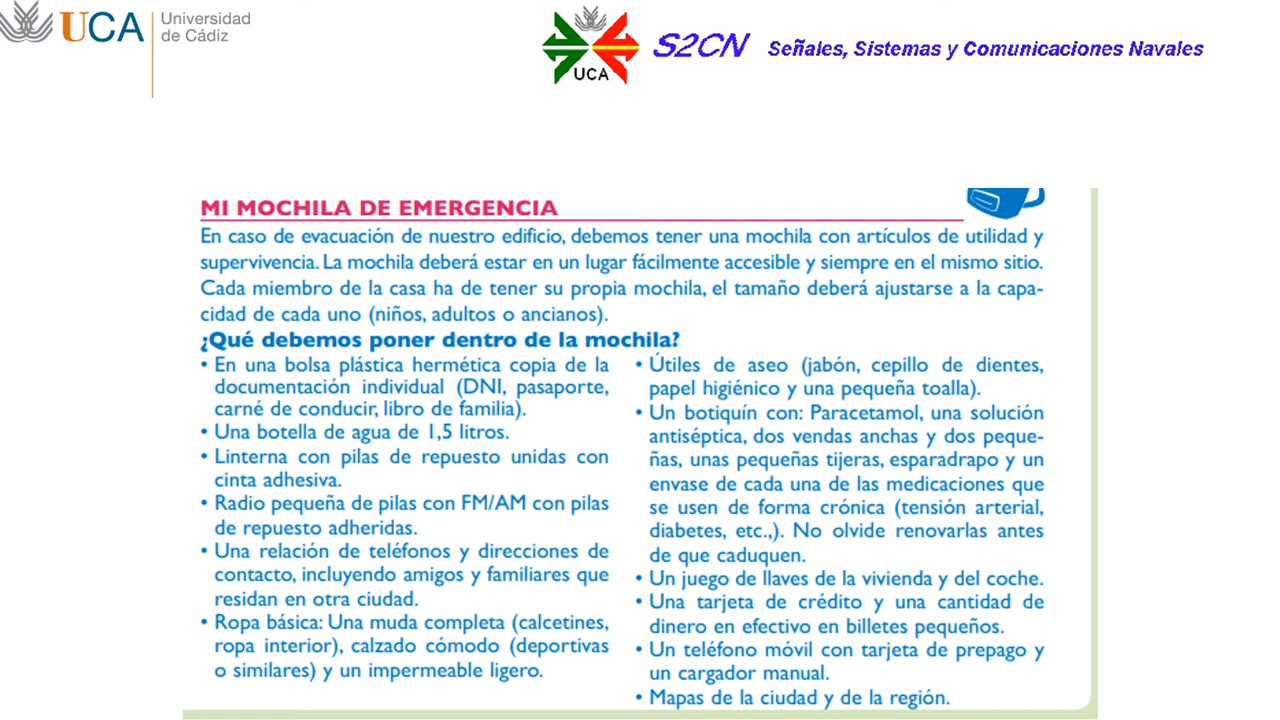 UCA
Universidad
de Cádiz
UCA
S2CN
Señales, Sistemas y Comunicaciones Navales
MI MOCHILA DE EMERGENCIA
En caso de evacuación de nuestro edificio, debemos tener una mochila con artículos de utilidad y
supervivencia. La mochila deberá estar en un lugar fácilmente accesible y siempre en el mismo sitio.
Cada miembro de la casa ha de tener su propia mochila, el tamaño deberá ajustarse a la capa-
cidad de cada uno (niños, adultos o ancianos).
¿Qué debemos poner dentro de la mochila?
• En una bolsa plástica hermética copia de la
documentación individual (DNI, pasaporte,
carné de conducir, libro de familia).
• Una botella de agua de 1,5 litros.
• Linterna con pilas de repuesto unidas con
cinta adhesiva.
• Radio pequeña de pilas con FM/AM con pilas
de repuesto adheridas.
• Una relación de teléfonos y direcciones de
contacto, incluyendo amigos y familiares que
residan en otra ciudad.
• Ropa básica: Una muda completa (calcetines,
ropa interior), calzado cómodo (deportivas
o similares) y un impermeable ligero.
• Útiles de aseo (jabón, cepillo de dientes,
papel higiénico y una pequeña toalla).
• Un botiquín con: Paracetamol, una solución
antiséptica, dos vendas anchas y dos peque-
ñas, unas pequeñas tijeras, esparadrapo y un
envase de cada una de las medicaciones que
se usen de forma crónica (tensión arterial,
diabetes, etc.,). No olvide renovarlas antes
de que caduquen.
• Un juego de llaves de la vivienda y del coche.
• Una tarjeta de crédito y una cantidad de
dinero en efectivo en billetes pequeños.
• Un teléfono móvil con tarjeta de prepago y
un cargador manual.
• Mapas de la ciudad y de la región.